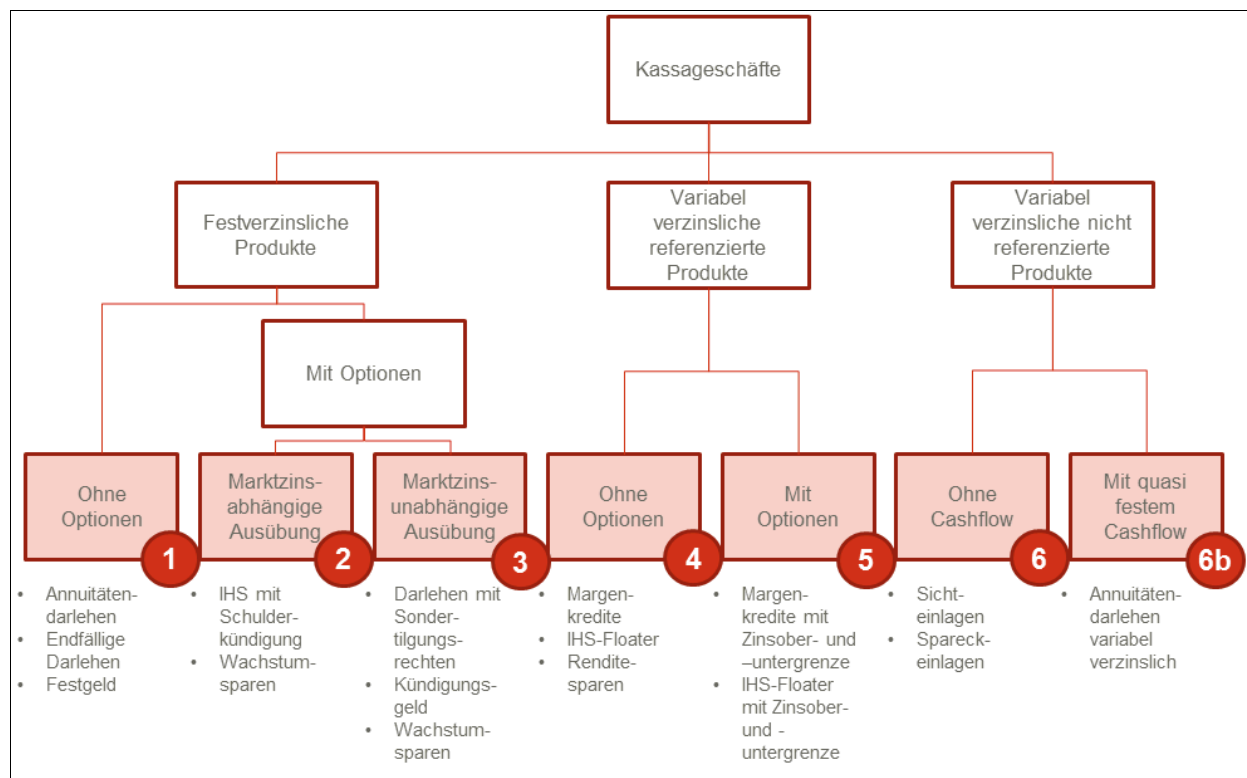 Kassageschäfte
Festverzinsliche
Produkte
Variabel
verzinsliche
referenzierte
Produkte
Variabel
verzinsliche nicht
referenzierte
Produkte
Mit Optionen
Ohne
Optionen
1
Marktzins-
abhängige
Ausübung
2
Marktzins-
unabhängige
Ausübung
3
Ohne
Optionen
4
Mit
Optionen
5
Ohne
Cashflow
6
Mit quasi
festem
Cashflow
6b
• Annuitäten-
darlehen
• Endfällige
Darlehen
• Festgeld
• IHS mit
Schulder-
kündigung
• Wachstum-
sparen
• Darlehen mit
Sonder-
tilgungs-
rechten
• Kündigungs-
geld
• Wachstum-
sparen
• Margen-
kredite
• IHS-Floater
• Rendite-
sparen
• Margen-
kredite mit
Zinsober- und
–untergrenze
• IHS-Floater
mit Zinsober-
und -
untergrenze
• Sicht-
einlagen
• Spareck-
einlagen
• Annuitäten-
darlehen
variabel
verzinslich